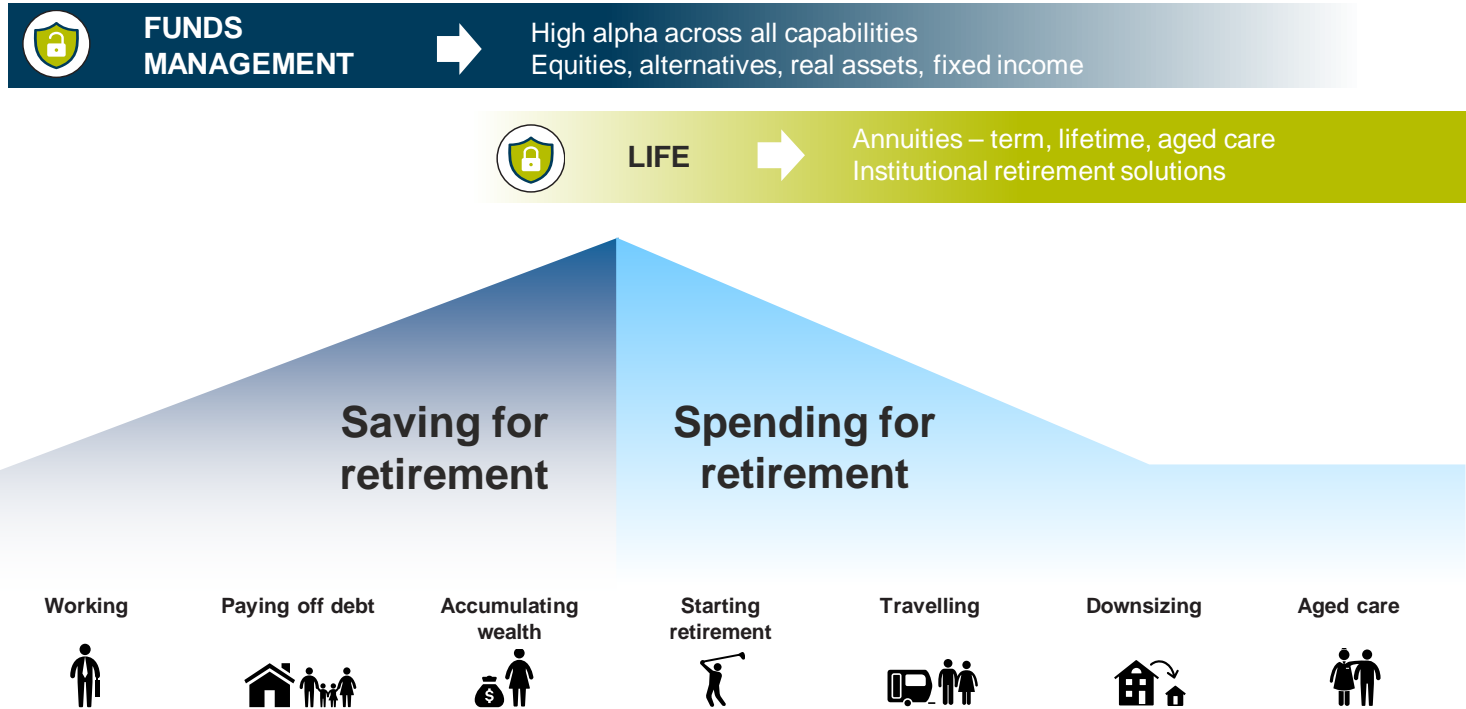 FUNDS
MANAGEMENT
High alpha across all capabilities
Equities, alternatives, real assets, fixed income
LIFE
Annuities – term, lifetime, aged care
Institutional retirement solutions
Saving for
retirement
Spending for
retirement
Working
Paying off debt
Accumulating
wealth
Starting
retirement
Travelling
Downsizing
Aged care
$